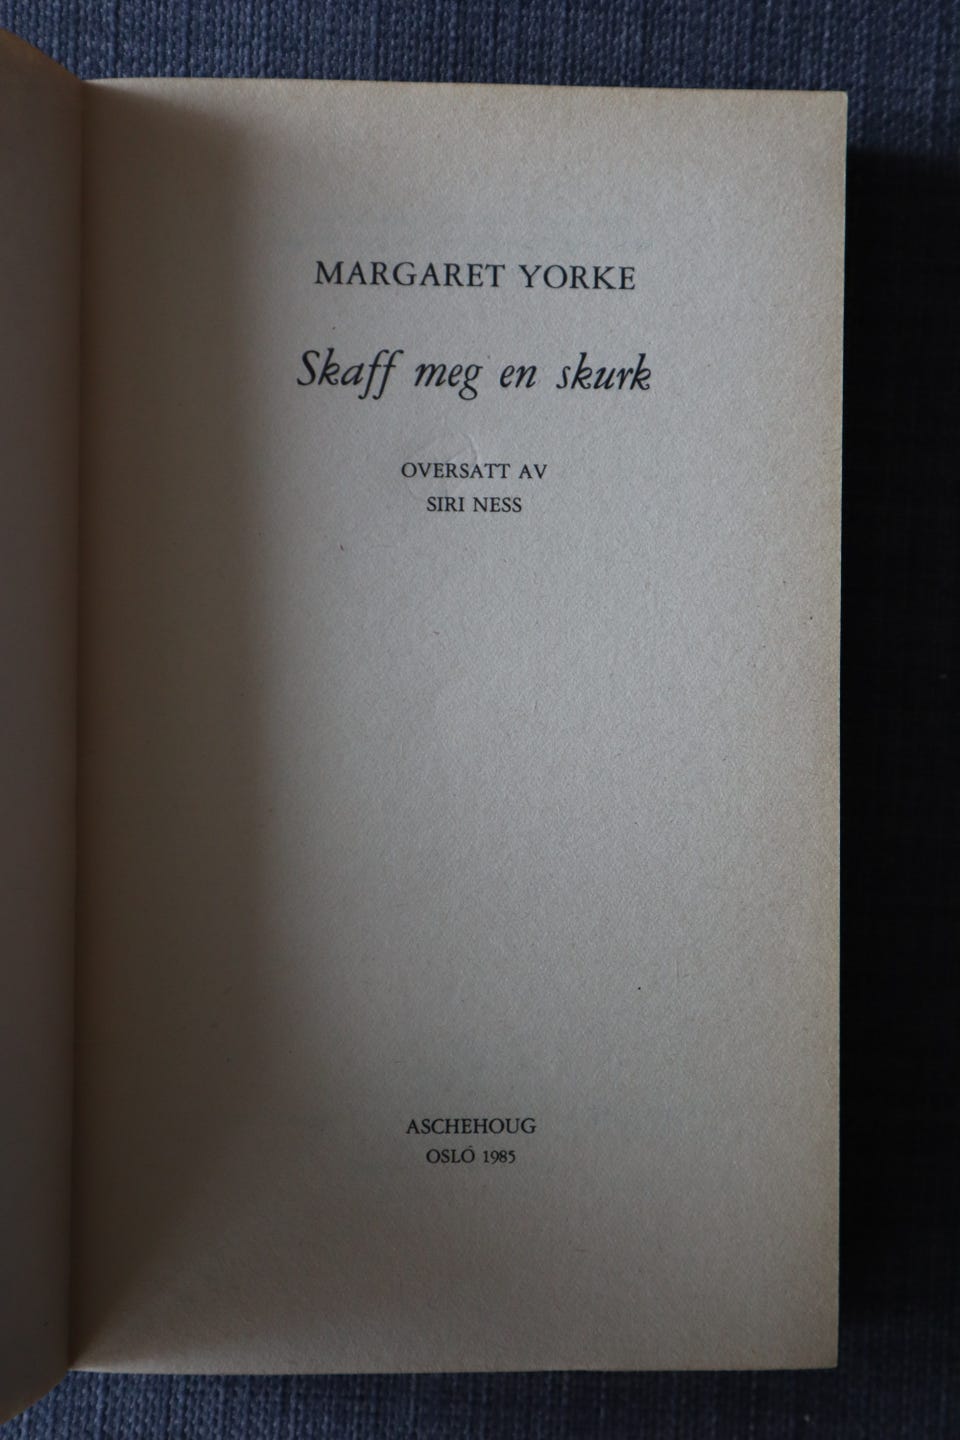 MARGARET YORKE
Skaff meg en skurk
OVERSATT AV
SIRI NESS
ASCHEHOUG
OSLO 1985